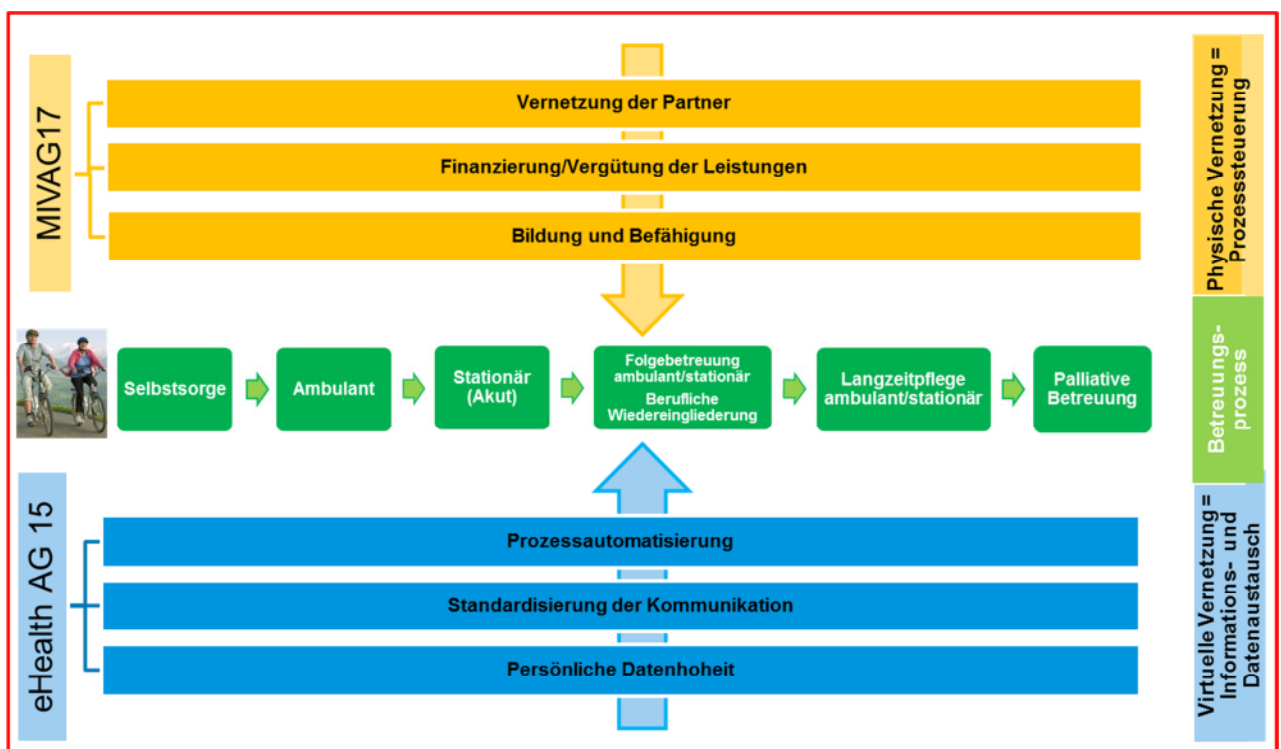 MIVAG17
Vernetzung der Partner
Finanzierung/Vergütung der Leistungen
Bildung und Befähigung
Physische Vernetzung =
Prozesssteuerung
Selbstsorge
Ambulant
Stationär
(Akut)
Folgebetreuung
ambulant/stationär
Berufliche
Wiedereingliederung
Langzeitpflege
ambulant/stationär
Palliative
Betreuung
Betreuungs-
prozess
eHealth AG 15
Prozessautomatisierung
Standardisierung der Kommunikation
Persönliche Datenhoheit
Virtuelle Vernetzung =
Informations- und
Datenaustausch